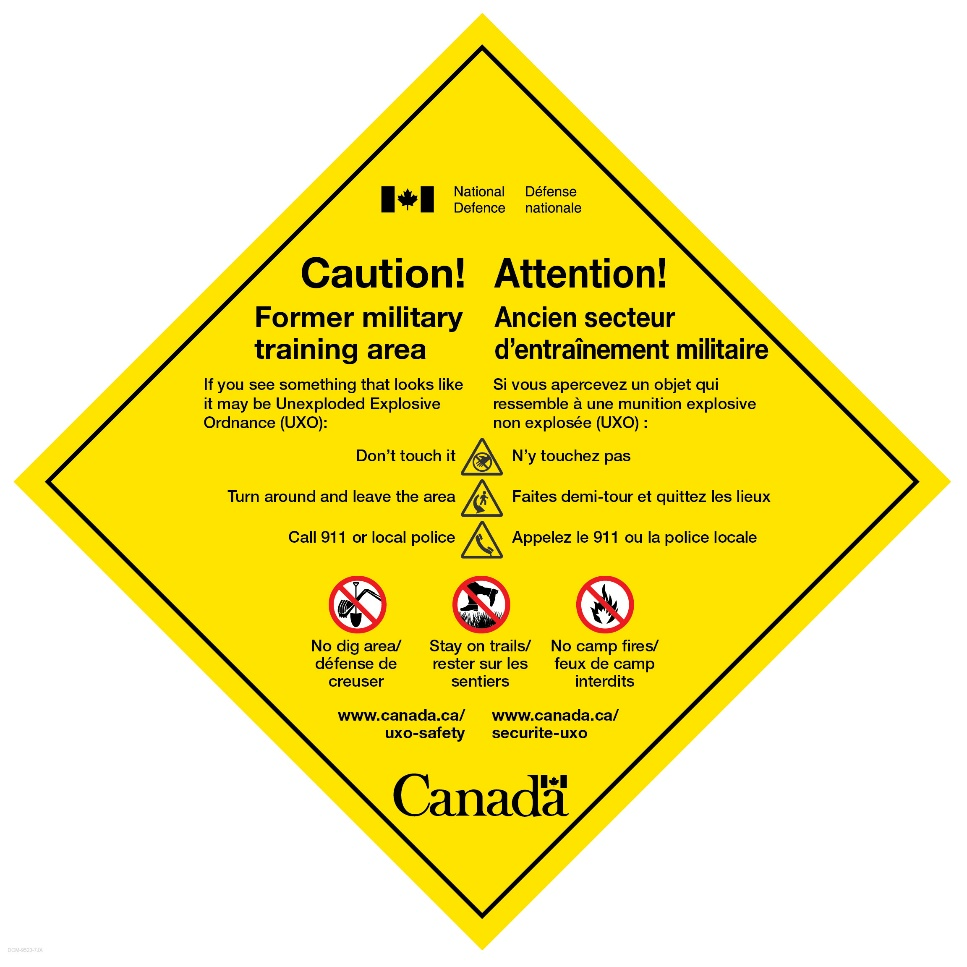 National
Defence
Défense
nationale
Caution!
Former military
training area
If you see something that looks like
it may be Unexploded Explosive
Ordnance (UXO):
Attention!
Ancien secteur
d’entraînement militaire
Si vous apercevez un objet qui
ressemble à une munition explosive
non explosée (UXO) :
Don’t touch it
N’y touchez pas
Turn around and leave the area
Faites demi-tour et quittez les lieux
Call 911 or local police
Appelez le 911 ou la police locale
No dig area/
défense de
creuser
Stay on trails/
rester sur les
sentiers
No camp fires/
feux de camp
interdits
www.canada.ca/
uxo-safety
www.canada.ca/
securite-uxo
Canada